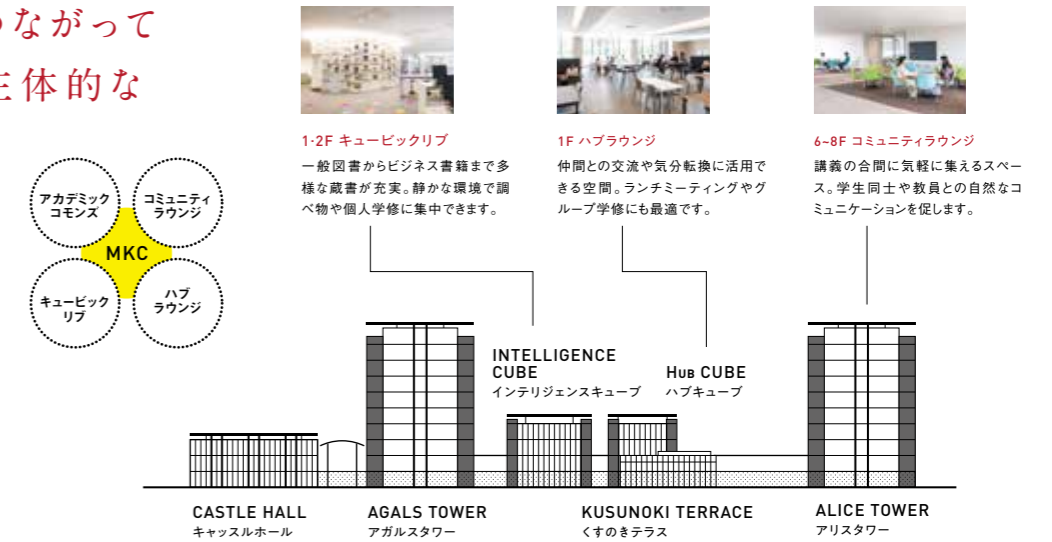 つながって
主体的な
アカデミック
コモンズ
コミュニティ
ラウンジ
MKC
キュービック
リブ
ハブ
ラウンジ
1・2F キュービックリブ
一般図書からビジネス書籍まで多
様な蔵書が充実。静かな環境で調
べ物や個人学修に集中できます。
1F ハブラウンジ
仲間との交流や気分転換に活用で
きる空間。ランチミーティングやグ
ループ学修にも最適です。
6~8F コミュニティラウンジ
講義の合間に気軽に集えるスペー
ス。学生同士や教員との自然なコ
ミュニケーションを促します。
INTELLIGENCE
CUBE
インテリジェンスキューブ
HUB CUBE
ハブキューブ
CASTLE HALL
キャッスルホール
AGALS TOWER
アガルスタワー
KUSUNOKI TERRACE
くすのきテラス
ALICE TOWER
アリスタワー